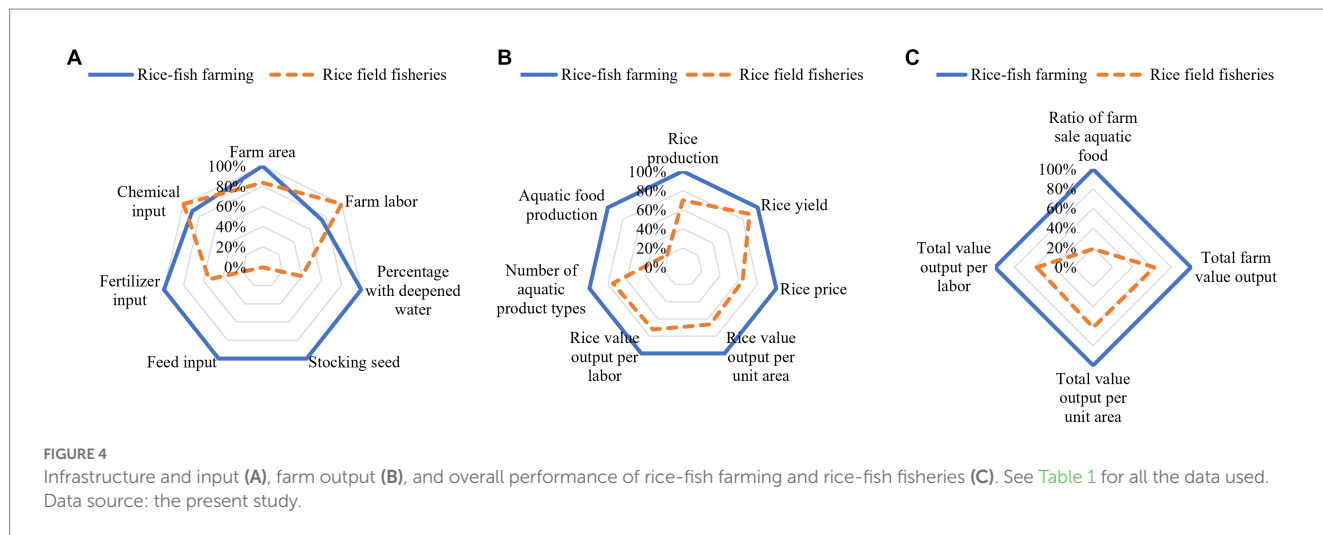 A
Rice-fish farming
Rice field fisheries
Farm area
100%
80%
60%
40%
20%
0%
Farm labor
Percentage
with deepened
water
Stocking seed
Feed input
Fertilizer
input
Chemical
input
B
Rice-fish farming
Rice field fisheries
Rice
production
100%
80%
60%
40%
20%
0%
Rice yield
Rice price
Rice value
output per
unit area
Rice value
output per
labor
Number of
aquatic
product types
Aquatic food
production
C
Rice-fish farming
Rice field fisheries
Ratio of farm
sale aquatic
food
100%
80%
60%
40%
20%
0%
Total farm
value output
Total value
output per
unit area
Total value
output per
labor
FIGURE 4
Infrastructure and input (A), farm output (B), and overall performance of rice-fish farming and rice-fish fisheries (C). See Table 1 for all the data used.
Data source: the present study.